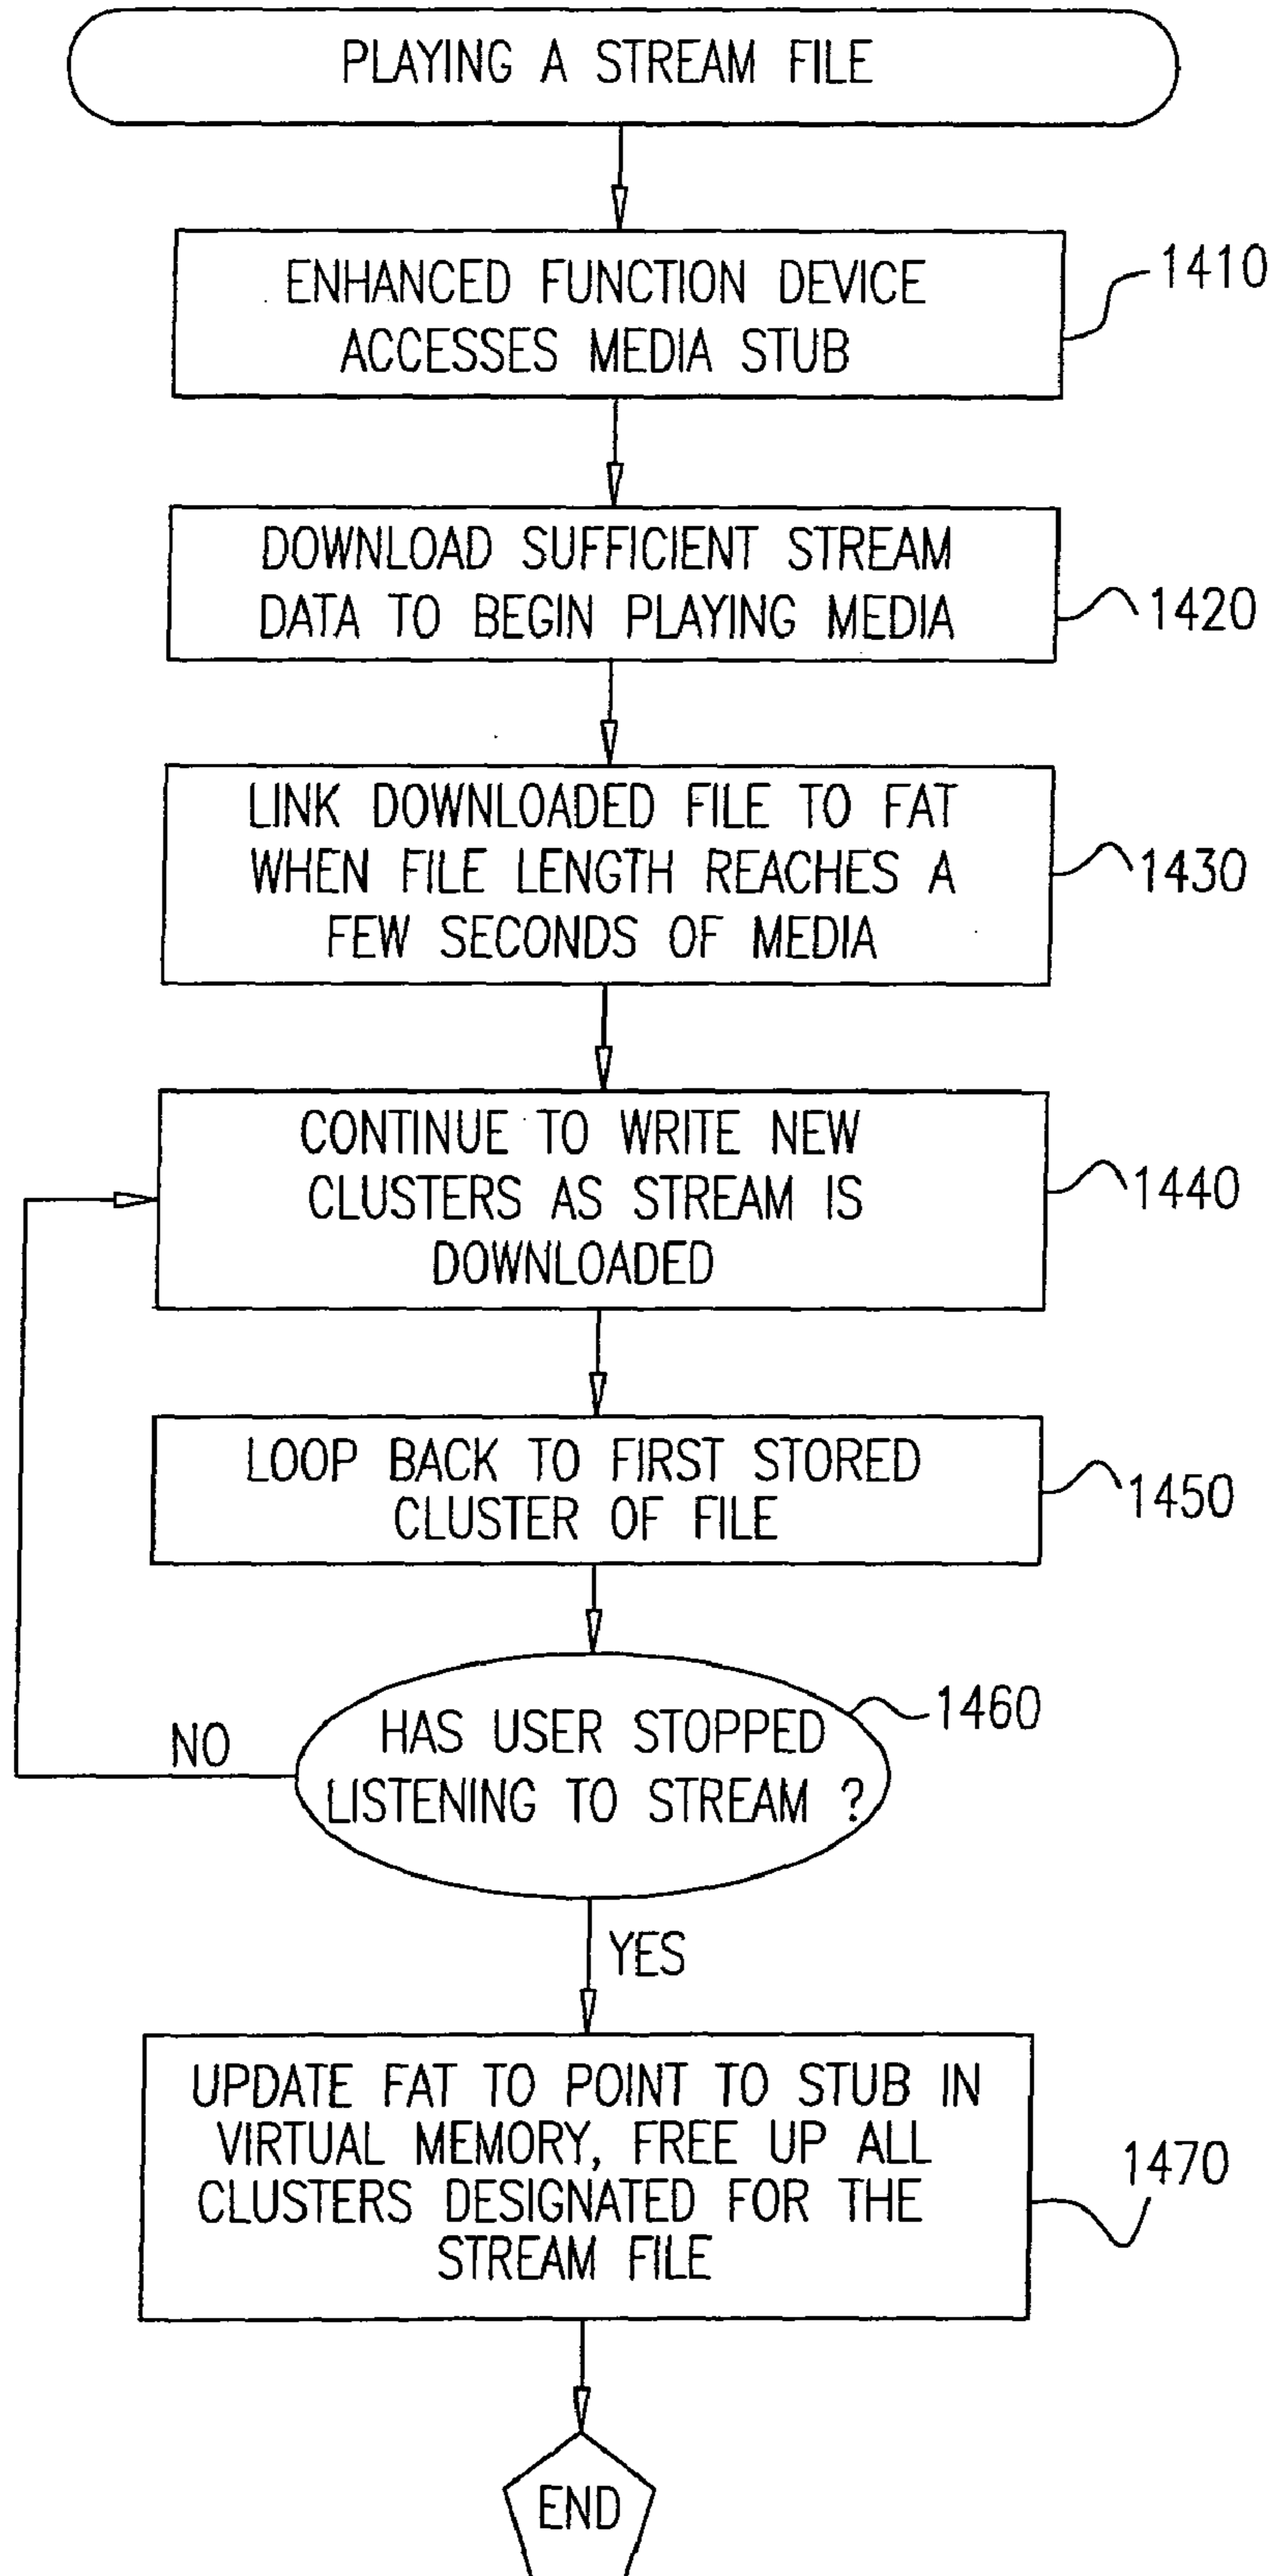 PLAYING A STREAM FILE
ENHANCED FUNCTION DEVICE
ACCESSES MEDIA STUB
1410
DOWNLOAD SUFFICIENT STREAM
DATA TO BEGIN PLAYING MEDIA
1420
LINK DOWNLOADED FILE TO FAT
WHEN FILE LENGTH REACHES A
FEW SECONDS OF MEDIA
1430
CONTINUE TO WRITE NEW
CLUSTERS AS STREAM IS
DOWNLOADED
1440
LOOP BACK TO FIRST STORED
CLUSTER OF FILE
1450
HAS USER STOPPED
LISTENING TO STREAM ?
1460
NO
YES
UPDATE FAT TO POINT TO STUB IN
VIRTUAL MEMORY, FREE UP ALL
CLUSTERS DESIGNATED FOR THE
STREAM FILE
1470
END